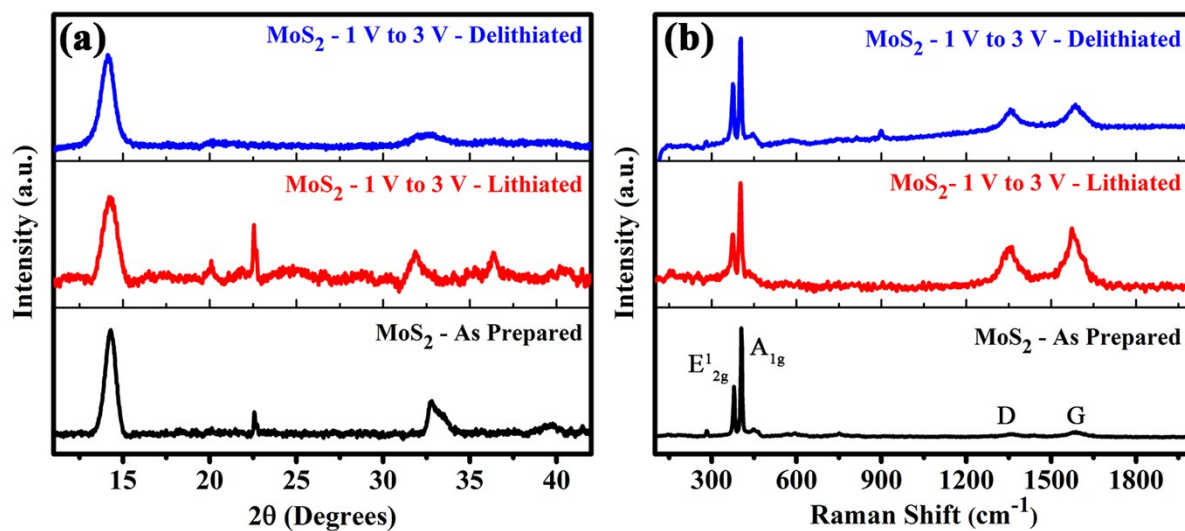 (a)
MoS2 - 1 V to 3 V - Delithiated
MoS2 - 1 V to 3 V - Lithiated
MoS2 - As Prepared
Intensity (a.u.)
15 20 25 30 35 40
2θ (Degrees)
(b)
MoS2 - 1 V to 3 V - Delithiated
MoS2- 1 V to 3 V - Lithiated
MoS2 - As Prepared
E¹2g
A1g
D
G
Intensity (a.u.)
300 600 900 1200 1500 1800
Raman Shift (cm⁻¹)